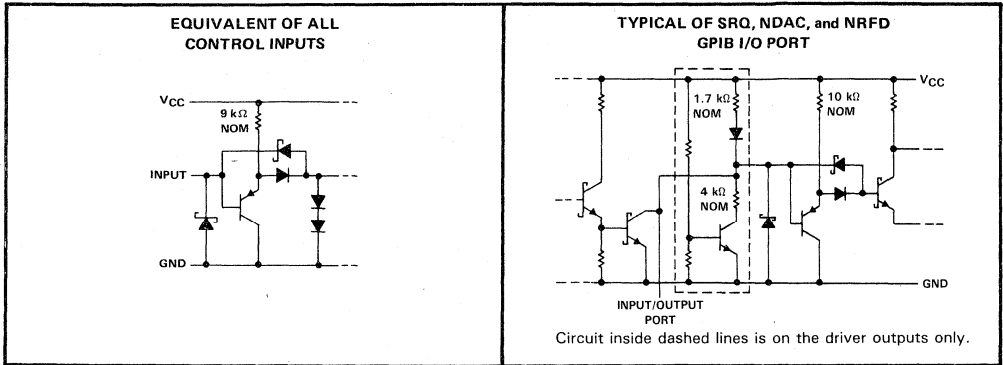 EQUIVALENT OF ALL
CONTROL INPUTS
VCC
9 kΩ
NOM
INPUT
GND
TYPICAL OF SRQ, NDAC, and NRFD
GPIB I/O PORT
VCC
1.7 kΩ
NOM
10 kΩ
NOM
4 kΩ
NOM
GND
INPUT/OUTPUT
PORT
Circuit inside dashed lines is on the driver outputs only.